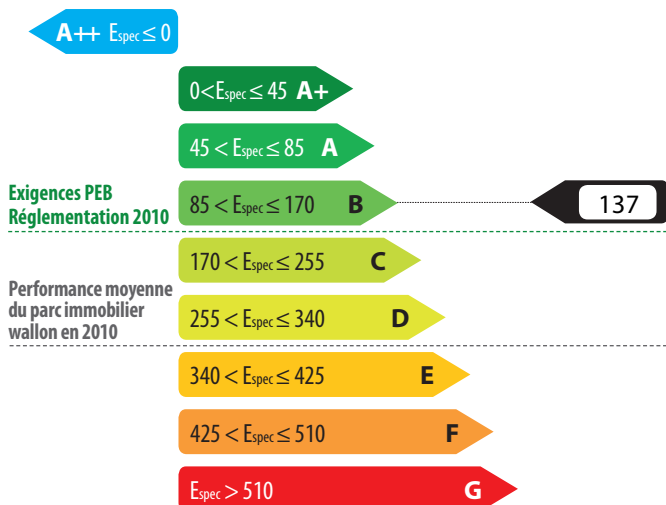 A++ Espec ≤ 0
0<Espec ≤ 45 A+
45 < Espec ≤ 85 A
Exigences PEB
Réglementation 2010
85 < Espec ≤ 170 B
137
170 < Espec ≤ 255 C
Performance moyenne
du parc immobilier
wallon en 2010
255 < Espec ≤ 340 D
340 < Espec ≤ 425 E
425 < Espec ≤ 510 F
Espec > 510 G